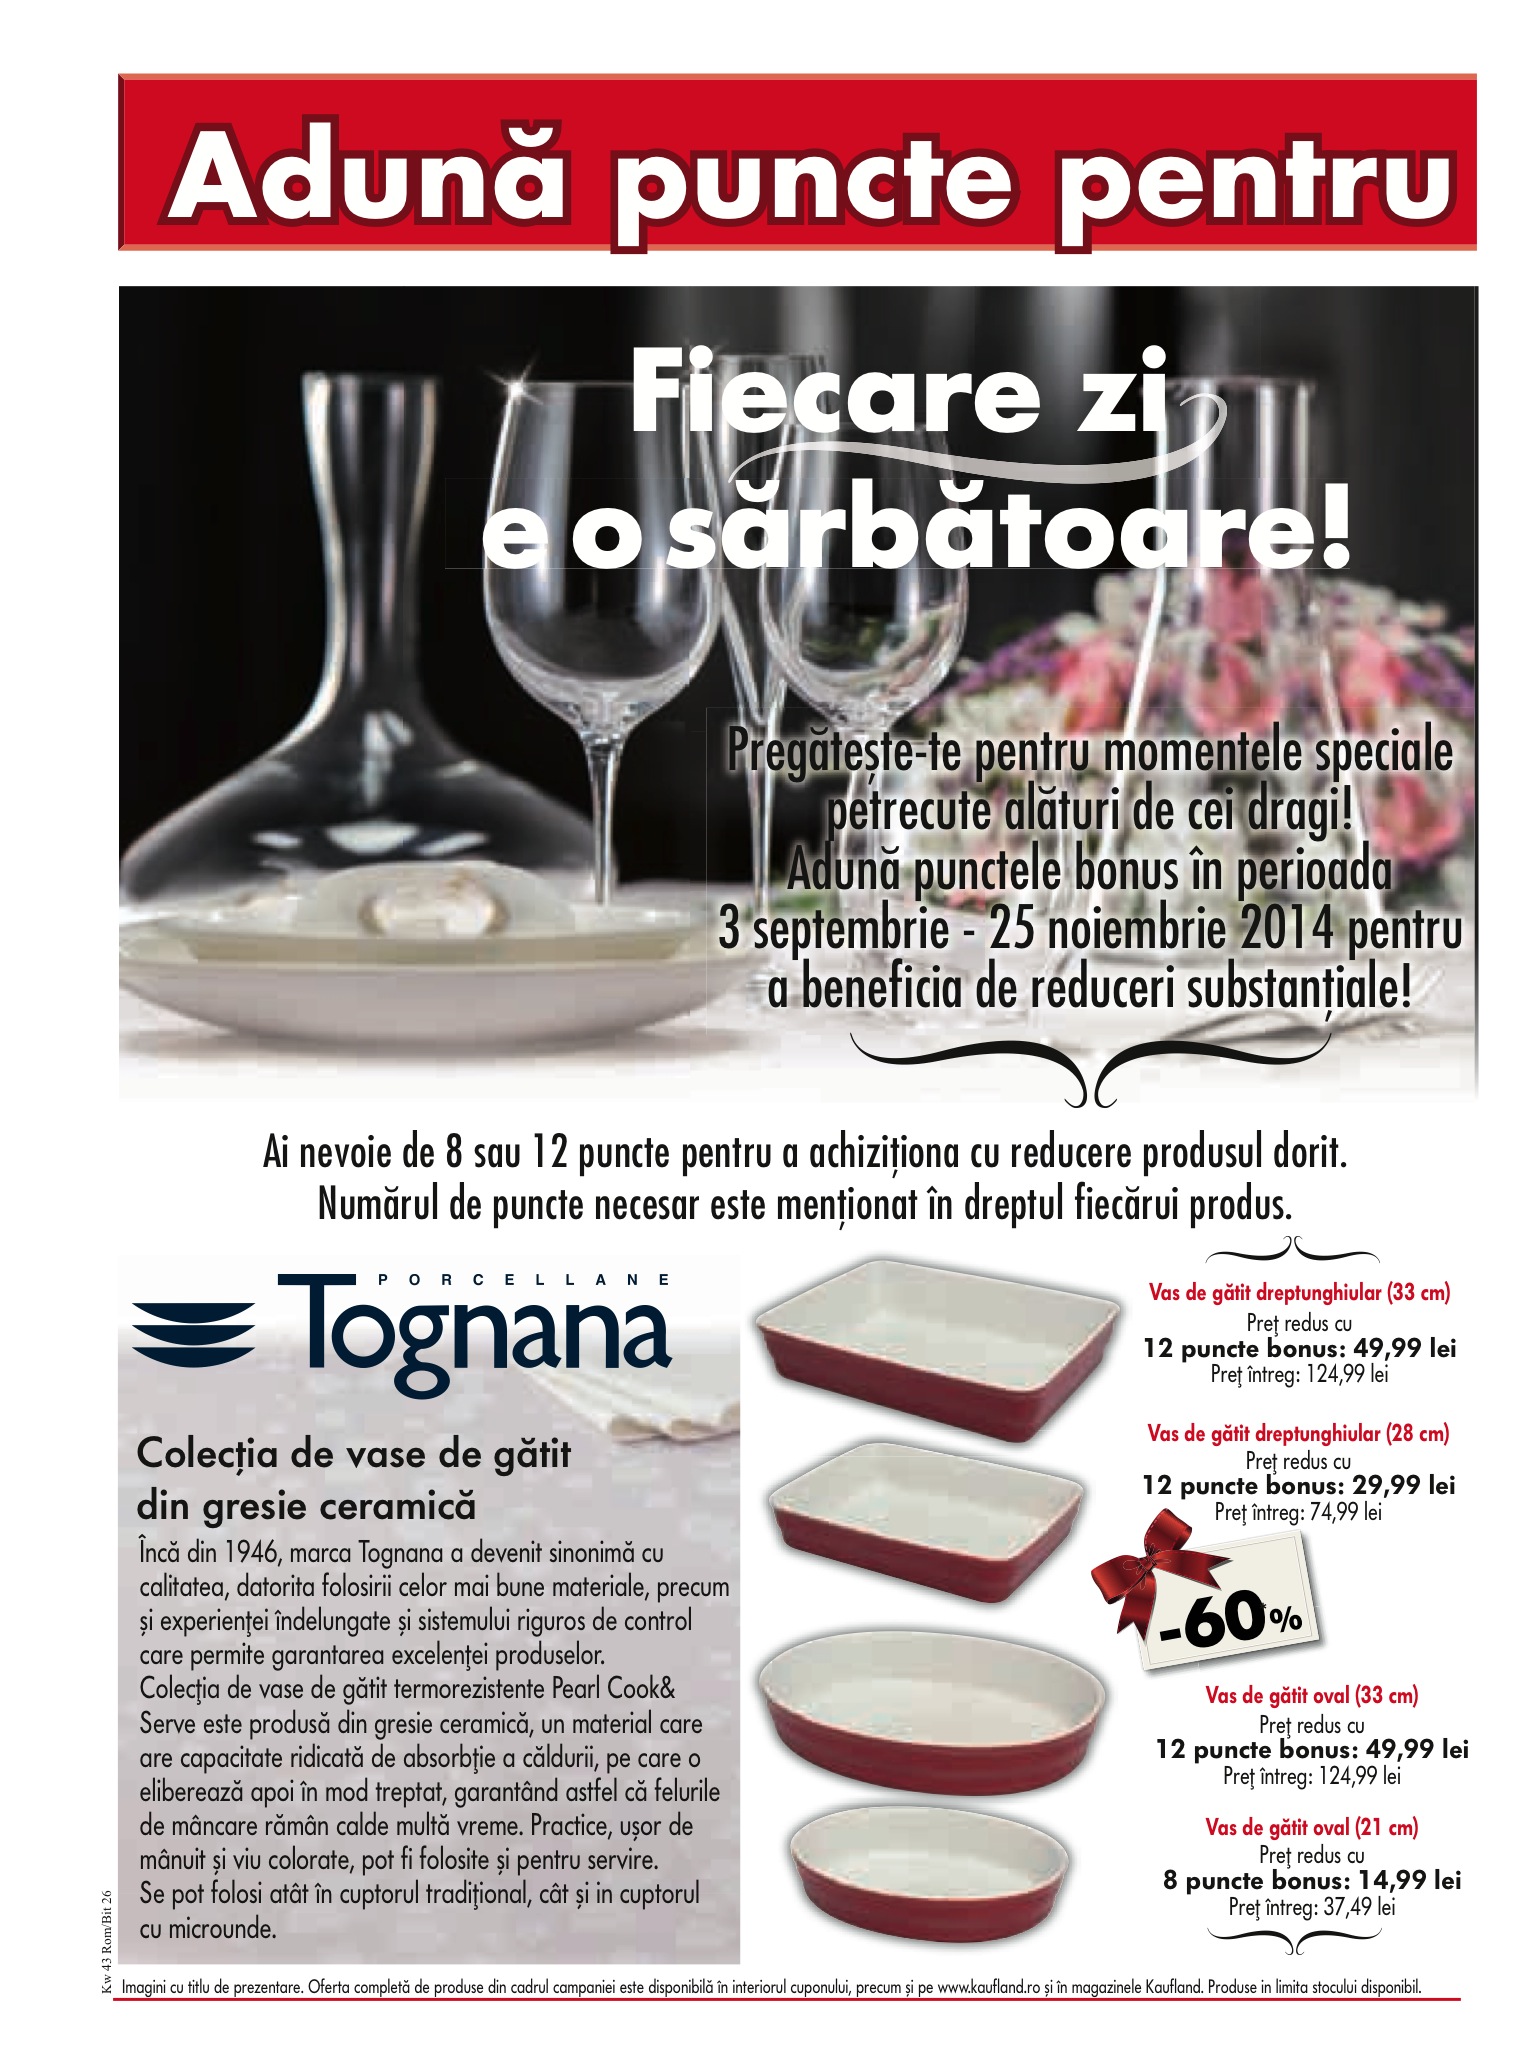 Adună puncte pentru
Fiecare zi
e o sărbătoare!
Pregătește-te pentru momentele speciale
petrecute alături de cei dragi!
Adună punctele bonus în perioada
3 septembrie - 25 noiembrie 2014 pentru
a beneficia de reduceri substanțiale!
Ai nevoie de 8 sau 12 puncte pentru a achiziționa cu reducere produsul dorit.
Numărul de puncte necesar este menționat în dreptul fiecărui produs.
PORCELLANE
Tognana
Colecția de vase de gătit
din gresie ceramică
Încă din 1946, marca Tognana a devenit sinonimă cu
calitatea, datorita folosirii celor mai bune materiale, precum
și experienţei îndelungate și sistemului riguros de control
care permite garantarea excelenţei produselor.
Colecţia de vase de gătit termorezistente Pearl Cook&
Serve este produsă din gresie ceramică, un material care
are capacitate ridicată de absorbţie a căldurii, pe care o
eliberează apoi în mod treptat, garantând astfel că felurile
de mâncare rămân calde multă vreme. Practice, ușor de
mânuit și viu colorate, pot fi folosite și pentru servire.
Se pot folosi atât în cuptorul tradiţional, cât și in cuptorul
cu microunde.
Vas de gătit dreptunghiular (33 cm)
Preţ redus cu
12 puncte bonus: 49,99 lei
Preţ întreg: 124,99 lei
Vas de gătit dreptunghiular (28 cm)
Preţ redus cu
12 puncte bonus: 29,99 lei
Preţ întreg: 74,99 lei
-60*%
Vas de gătit oval (33 cm)
Preţ redus cu
12 puncte bonus: 49,99 lei
Preţ întreg: 124,99 lei
Vas de gătit oval (21 cm)
Preţ redus cu
8 puncte bonus: 14,99 lei
Preţ întreg: 37,49 lei
Kw 43 Rom/Bit 26
Imagini cu titlu de prezentare. Oferta completă de produse din cadrul campaniei este disponibilă în interiorul cuponului, precum și pe www.kaufland.ro și în magazinele Kaufland. Produse in limita stocului disponibil.